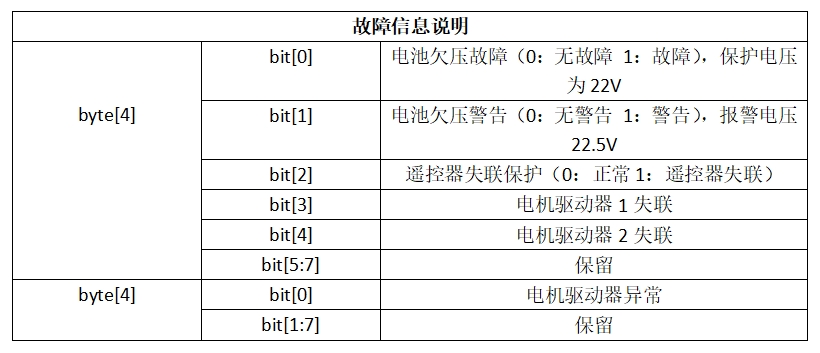 故障信息说明
byte[4]
bit[0]
电池欠压故障（0：无故障 1：故障），保护电压
为 22V
bit[1]
电池欠压警告（0：无警告 1：警告），报警电压
22.5V
bit[2]
遥控器失联保护（0：正常 1：遥控器失联）
bit[3]
电机驱动器 1 失联
bit[4]
电机驱动器 2 失联
bit[5:7]
保留
byte[4]
bit[0]
电机驱动器异常
bit[1:7]
保留